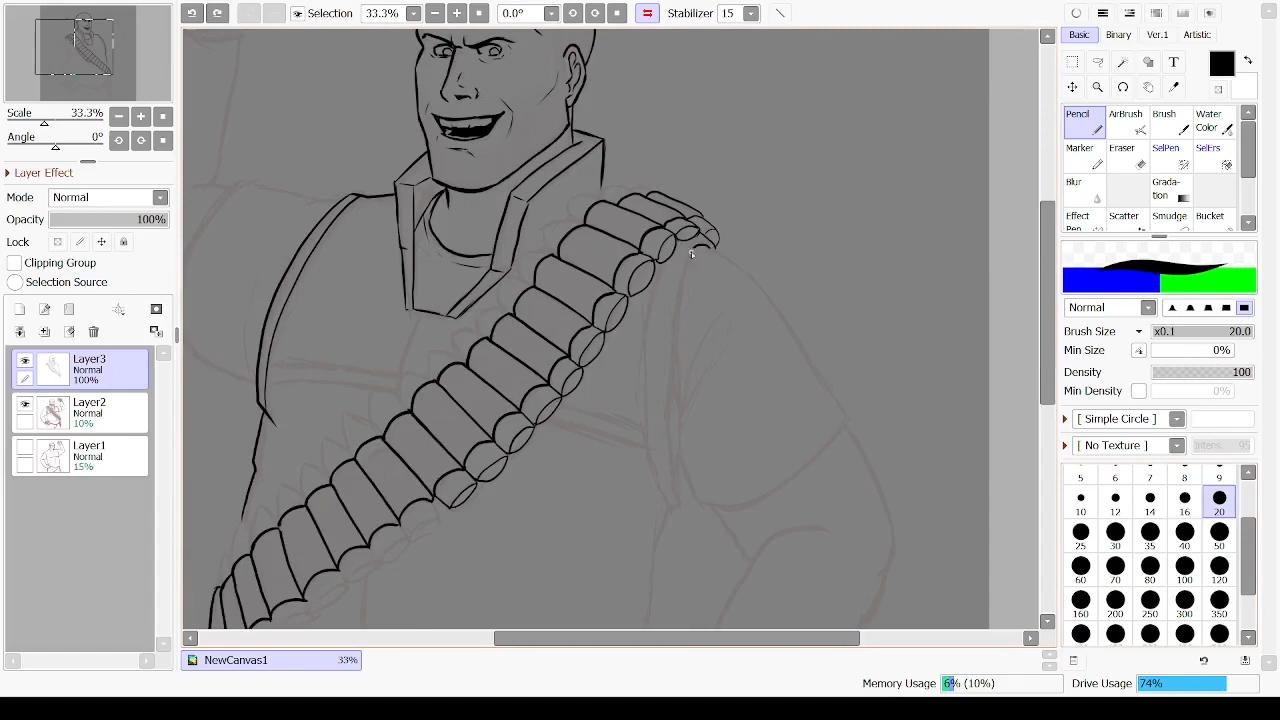 Selection
33.3%
0.0°
Stabilizer
15
Scale
33.3%
Angle
0°
Layer Effect
Mode
Normal
Opacity
100%
Lock
Clipping Group
Selection Source
Layer3
Normal
100%
Layer2
Normal
10%
Layer1
Normal
15%
Basic
Binary
Ver.1
Artistic
T
Pencil
AirBrush
Brush
Water
Color
Marker
Eraser
SelPen
SelErs
Blur
Grada-
tion
Effect
Pen
Scatter
Smudge
Bucket
Normal
Brush Size
x0.1
20.0
Min Size
0%
Density
100
Min Density
0%
[ Simple Circle ]
[ No Texture ]
Intens.
95
5 6 7 8 9
10 12 14 16 20
25 30 35 40 50
60 70 80 100 120
160 200 250 300 350
NewCanvas1
Memory Usage
6% (10%)
Drive Usage
74%